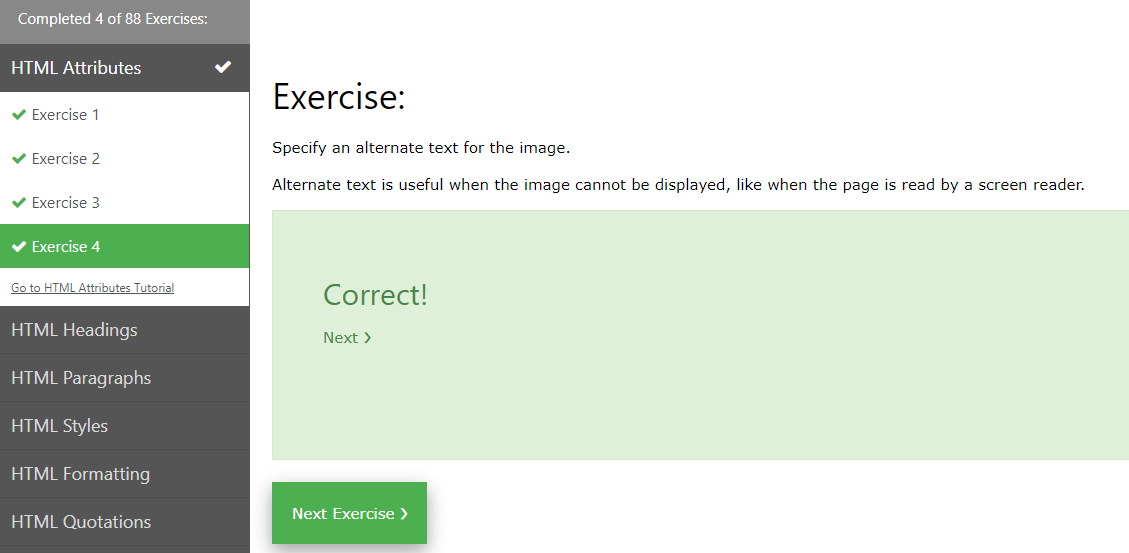 Completed 4 of 88 Exercises:
HTML Attributes
Exercise 1
Exercise 2
Exercise 3
Exercise 4
Go to HTML Attributes Tutorial
HTML Headings
HTML Paragraphs
HTML Styles
HTML Formatting
HTML Quotations
Exercise:
Specify an alternate text for the image.
Alternate text is useful when the image cannot be displayed, like when the page is read by a screen reader.
Correct!
Next ❯
Next Exercise ❯